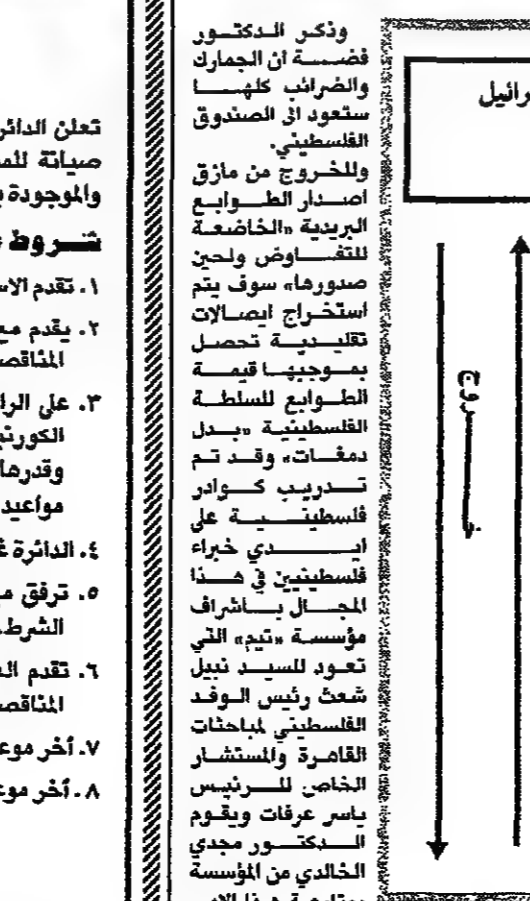 رائيل
خروج
وذكر الدكتور
فضة ان الجمارك
والضرائب كلها
ستعود الى الصندوق
الفلسطيني.
وللخروج من مازق
اصدار الطوابع
البريدية «الخاضعة
للتفاوض ولحين
صدورها» سوف يتم
استخراج ايصالات
تقليدية تحصل
بموجبها قيمة
الطوابع للسلطة
الفلسطينية «بدل
دمغات» وقد تم
تدريب كوادر
فلسطينية على
ايدي خبراء
فلسطينيين في هذا
المجال باشراف
مؤسسة «تيم» التي
تعود للسيد نبيل
شعث رئيس الوفد
الفلسطيني لمباحثات
القاهرة والمستشار
الخاص للرئيس
ياسر عرفات ويقوم
الدكتور مجدي
الخالدي من المؤسسة
تعلن الدائر
صيانة للم
والموجودة ب
شروط
١. تقدم الاس
٢. يقدم مع
المناقص
٣. على الرا
الكورني
وقدرها
مواعيد
٤. الدائرة غ
٥. ترفق م
الشرط
٦. تقدم ال
المناقص
٧. أخر موع
٨. أخر موع